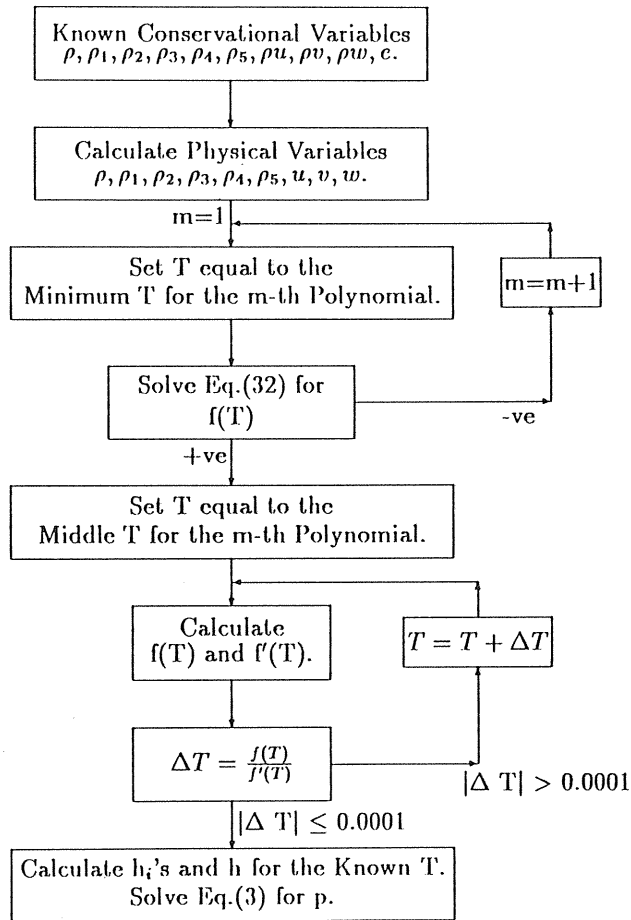 Known Conservational Variables
ρ, ρ₁, ρ₂, ρ₃, ρ₄, ρ₅, ρu, ρv, ρw, e.
Calculate Physical Variables
ρ, ρ₁, ρ₂, ρ₃, ρ₄, ρ₅, u, v, w.
m=1
Set T equal to the
Minimum T for the m-th Polynomial.
m=m+1
Solve Eq.(32) for
f(T)
-ve
+ve
Set T equal to the
Middle T for the m-th Polynomial.
Calculate
f(T) and f'(T).
T = T + ΔT
ΔT = f(T)/f'(T)
|Δ T| > 0.0001
|Δ T| ≤ 0.0001
Calculate hᵢ's and h for the Known T.
Solve Eq.(3) for p.